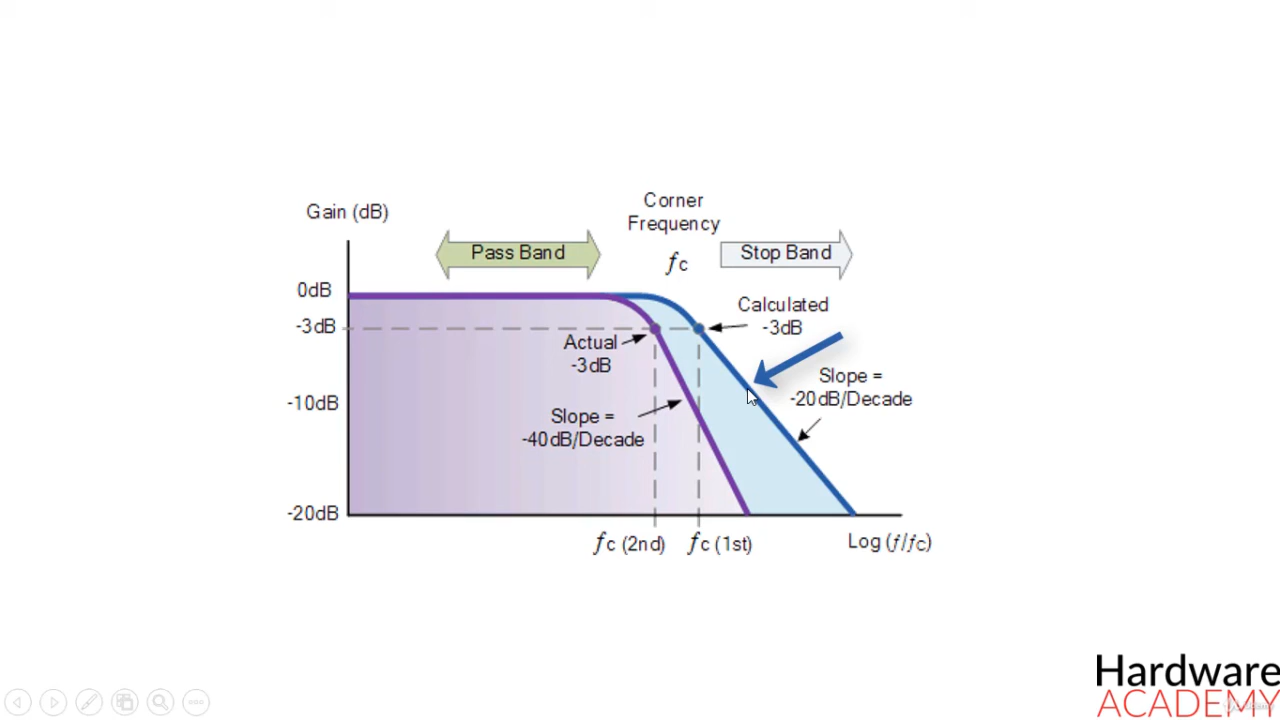 Corner
Frequency
fc
Gain (dB)
Pass Band
Stop Band
0dB
-3dB
-10dB
-20dB
Calculated
-3dB
Actual
-3dB
Slope =
-20dB/Decade
Slope =
-40dB/Decade
fc (2nd)
fc (1st)
Log (f/fc)
Hardware
ACADEMY